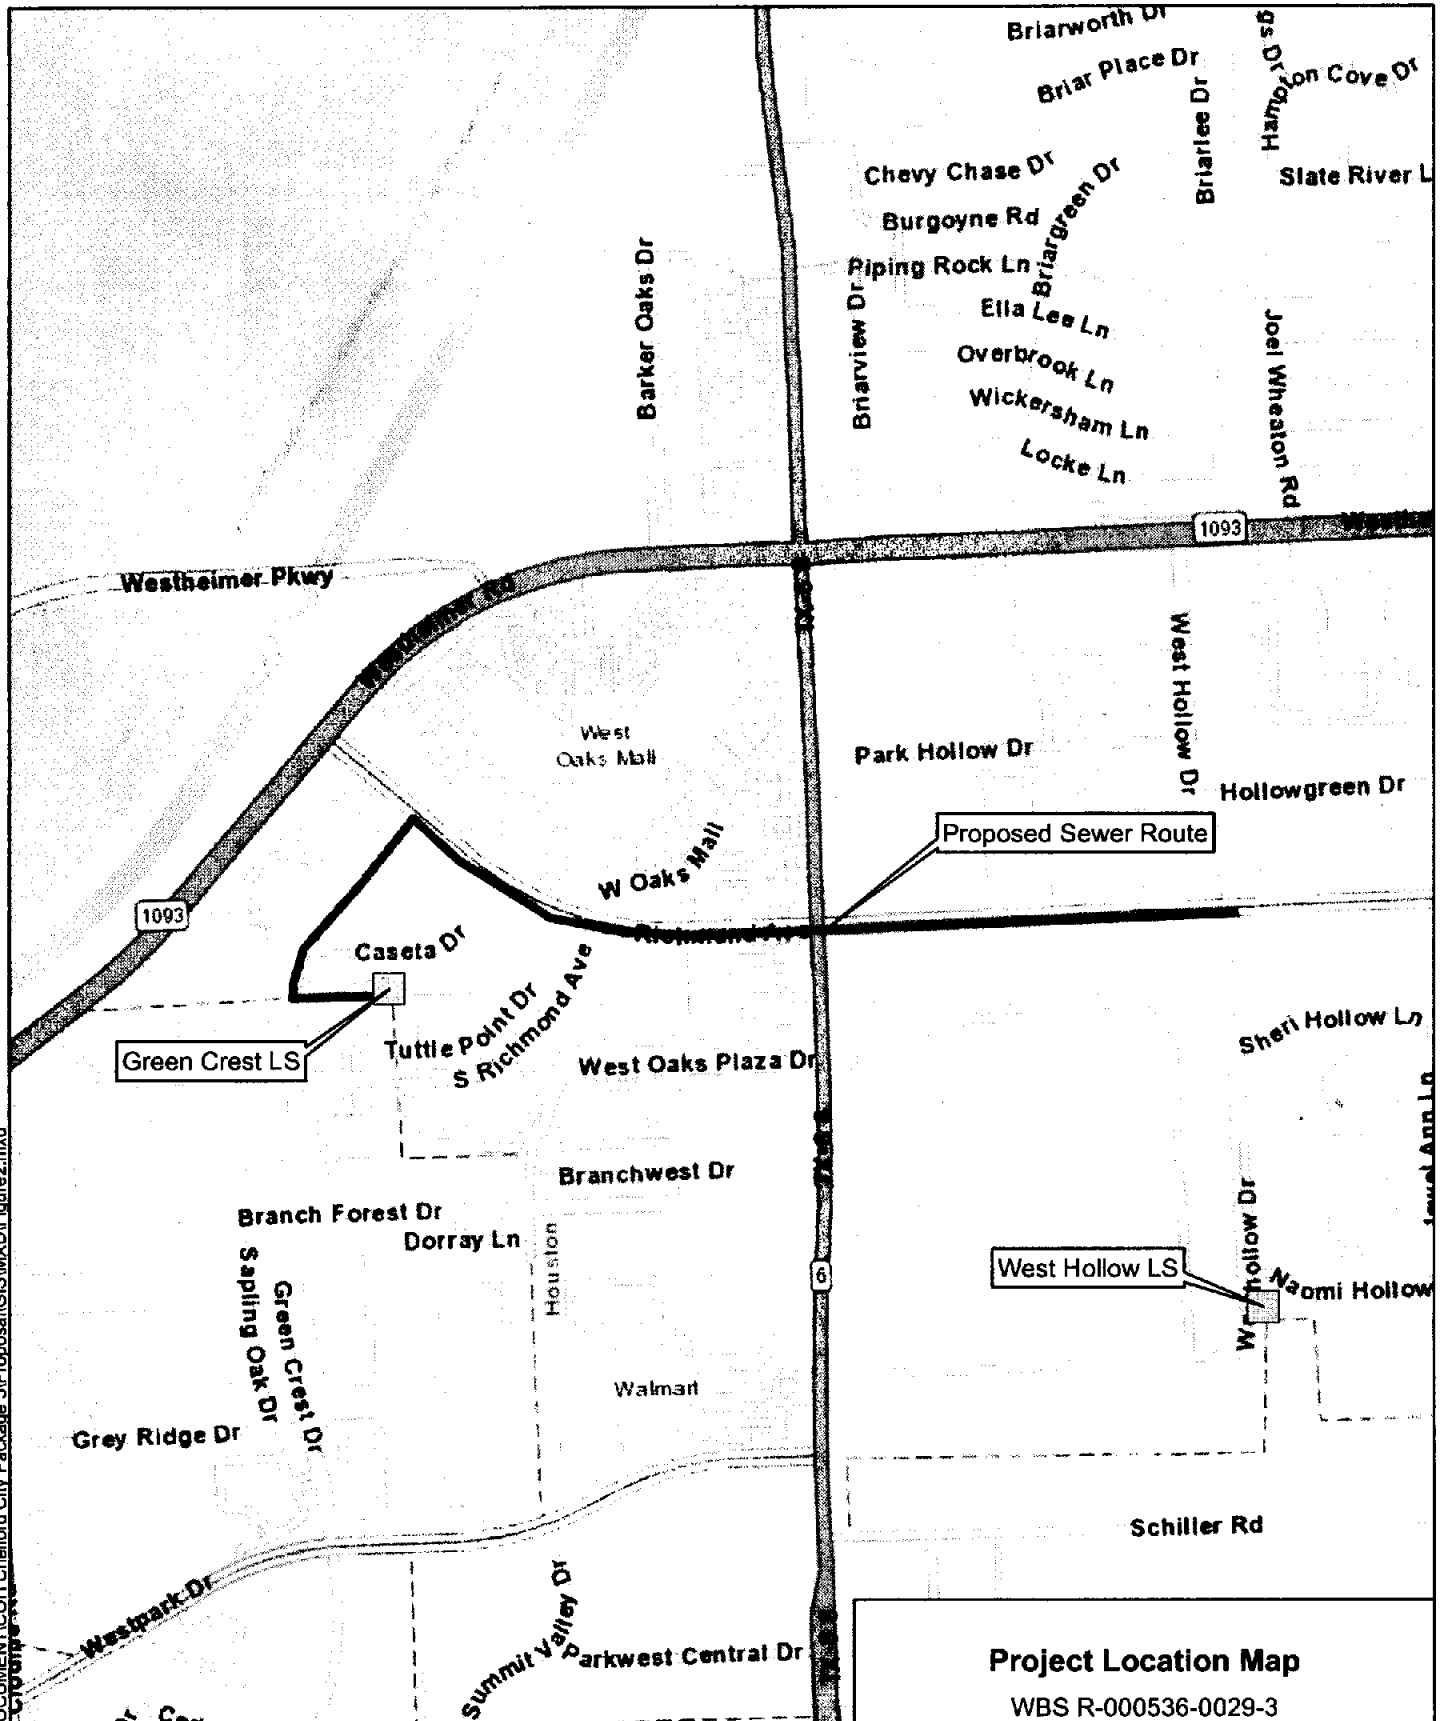 Briarworth Dr
Briar Place Dr
on Cove Dr
gs Dr
Briarlee Dr
Chevy Chase Dr
Slate River L
Burgoyne Rd
Briargreen Dr
Piping Rock Ln
Barker Oaks Dr
Briarview Dr
Ella Lee Ln
Overbrook Ln
Joel Wheaton Rd
Wickersham Ln
Locke Ln
1093
Westheimer Pkwy
Westheimer Rd
West Hollow Dr
West
Oaks Mall
Park Hollow Dr
Hollowgreen Dr
Proposed Sewer Route
W Oaks Mall
1093
Richmond Ave
Caseta Dr
Tuttle Point Dr
S Richmond Ave
Green Crest LS
West Oaks Plaza Dr
Sheri Hollow Ln
Branchwest Dr
Branch Forest Dr
Dorray Ln
Houston
Sapling Oak Dr
Green Crest Dr
6
West Hollow LS
hollow Dr
Naomi Hollow
Walmart
Grey Ridge Dr
Schiller Rd
Westpark Dr
Summit Valley Dr
Parkwest Central Dr
Project Location Map
WBS R-000536-0029-3